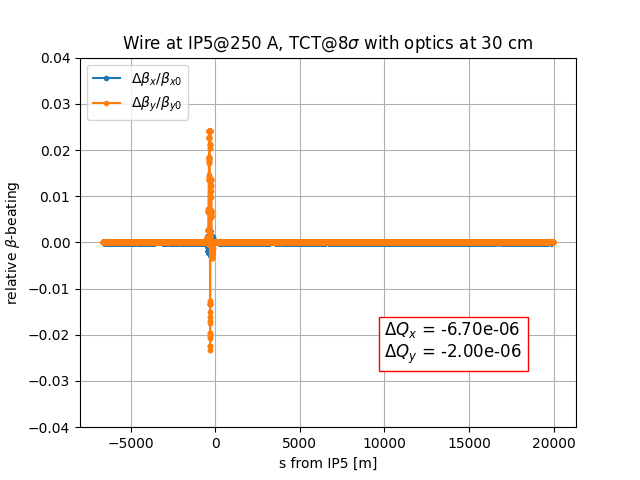 Wire at IP5@250 A, TCT@8σ with optics at 30 cm
Δβx/βx0
Δβy/βy0
0.04
0.03
0.02
0.01
0.00
−0.01
−0.02
−0.03
−0.04
relative β-beating
ΔQx = -6.70e-06
ΔQy = -2.00e-06
−5000 0 5000 10000 15000 20000
s from IP5 [m]